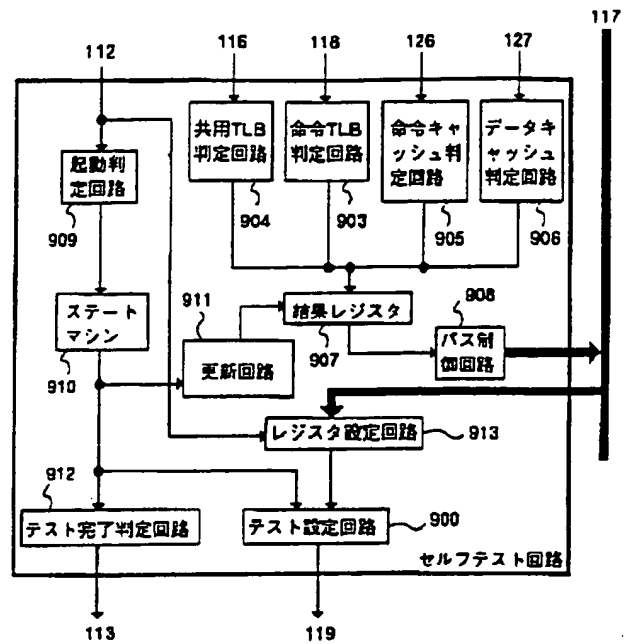 117
112
116
118
126
127
共用TLB
判定回路
命令TLB
判定回路
命令キャ
ッシュ判
定回路
データキ
ャッシュ
判定回路
起動判
定回路
909
904
903
905
906
911
結果レジスタ
907
908
バス制
御回路
ステート
マシン
910
更新回路
レジスタ設定回路
913
912
テスト完了判定回路
テスト設定回路
900
セルフテスト回路
113
119